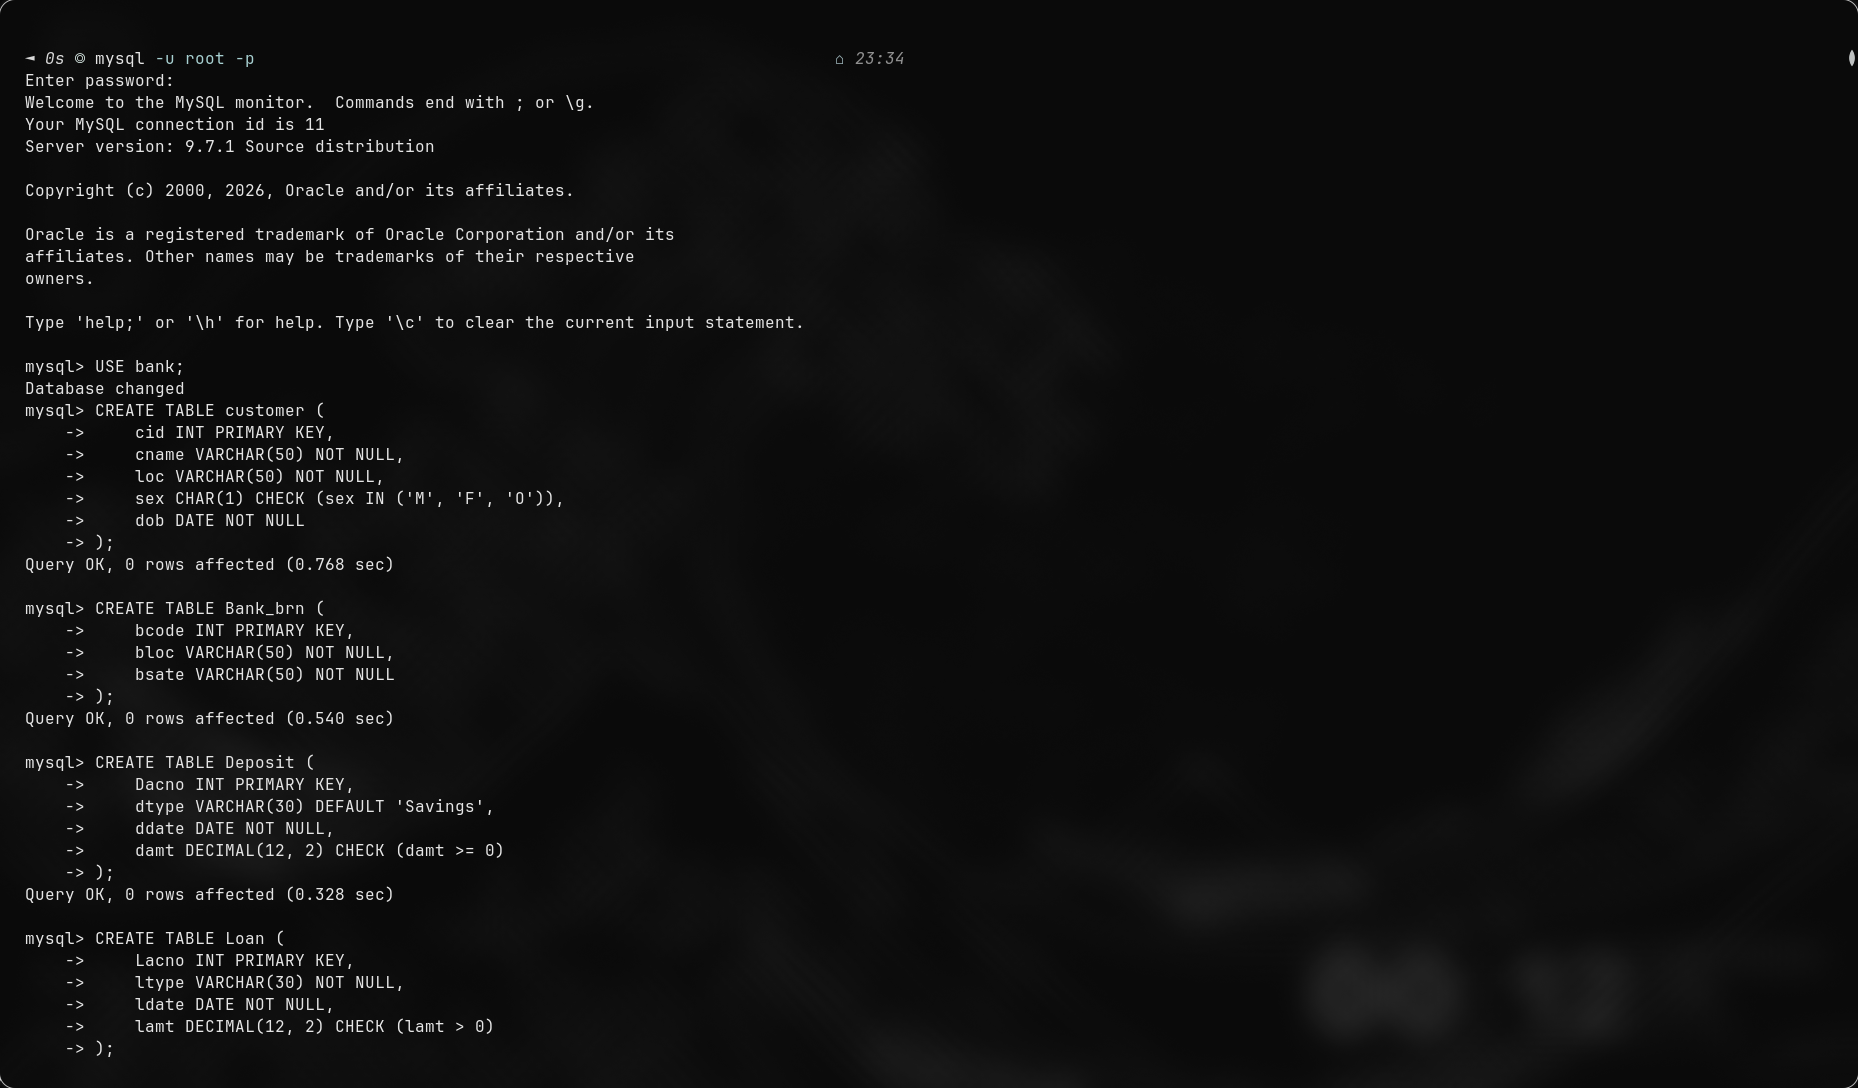 ◄ 0s © mysql -u root -p ⌂ 23:34
Enter password:
Welcome to the MySQL monitor.  Commands end with ; or \g.
Your MySQL connection id is 11
Server version: 9.7.1 Source distribution

Copyright (c) 2000, 2026, Oracle and/or its affiliates.

Oracle is a registered trademark of Oracle Corporation and/or its
affiliates. Other names may be trademarks of their respective
owners.

Type 'help;' or '\h' for help. Type '\c' to clear the current input statement.

mysql> USE bank;
Database changed
mysql> CREATE TABLE customer (
    ->     cid INT PRIMARY KEY,
    ->     cname VARCHAR(50) NOT NULL,
    ->     loc VARCHAR(50) NOT NULL,
    ->     sex CHAR(1) CHECK (sex IN ('M', 'F', 'O')),
    ->     dob DATE NOT NULL
    -> );
Query OK, 0 rows affected (0.768 sec)

mysql> CREATE TABLE Bank_brn (
    ->     bcode INT PRIMARY KEY,
    ->     bloc VARCHAR(50) NOT NULL,
    ->     bsate VARCHAR(50) NOT NULL
    -> );
Query OK, 0 rows affected (0.540 sec)

mysql> CREATE TABLE Deposit (
    ->     Dacno INT PRIMARY KEY,
    ->     dtype VARCHAR(30) DEFAULT 'Savings',
    ->     ddate DATE NOT NULL,
    ->     damt DECIMAL(12, 2) CHECK (damt >= 0)
    -> );
Query OK, 0 rows affected (0.328 sec)

mysql> CREATE TABLE Loan (
    ->     Lacno INT PRIMARY KEY,
    ->     ltype VARCHAR(30) NOT NULL,
    ->     ldate DATE NOT NULL,
    ->     lamt DECIMAL(12, 2) CHECK (lamt > 0)
    -> );